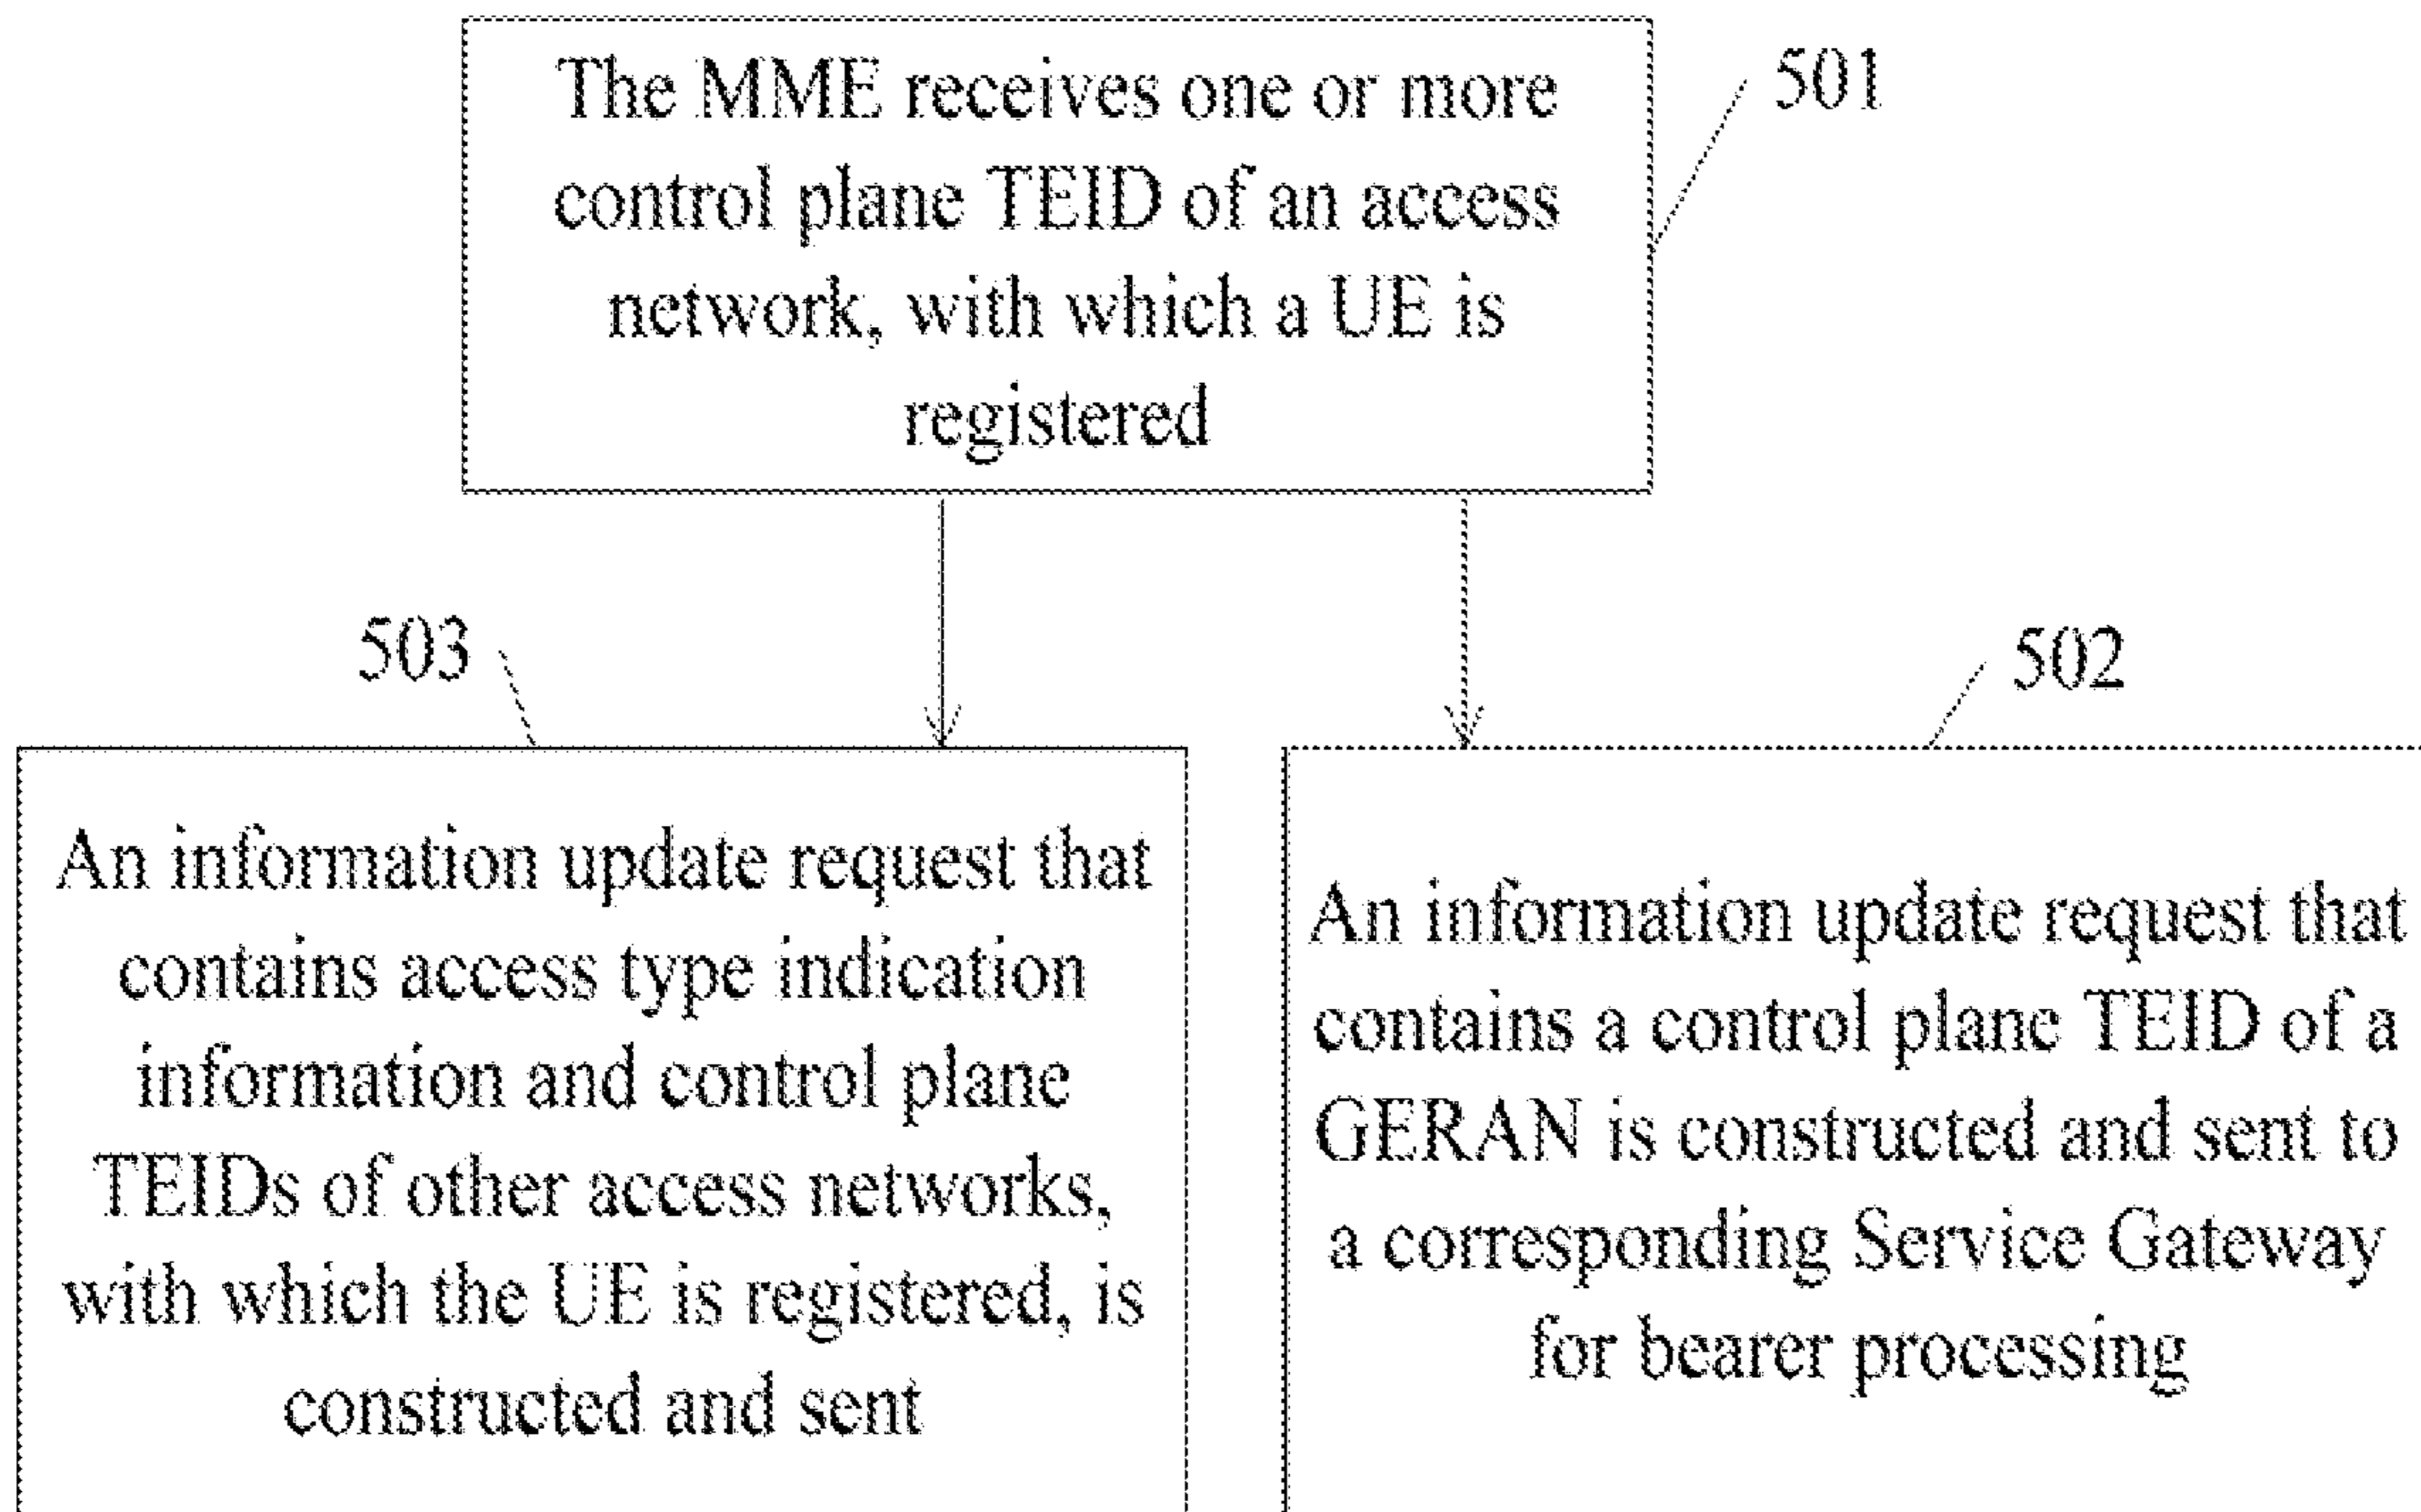 The MME receives one or more
control plane TEID of an access
network, with which a UE is
registered
501
503
502
An information update request that
contains access type indication
information and control plane
TEIDs of other access networks,
with which the UE is registered, is
constructed and sent
An information update request that
contains a control plane TEID of a
GERAN is constructed and sent to
a corresponding Service Gateway
for bearer processing